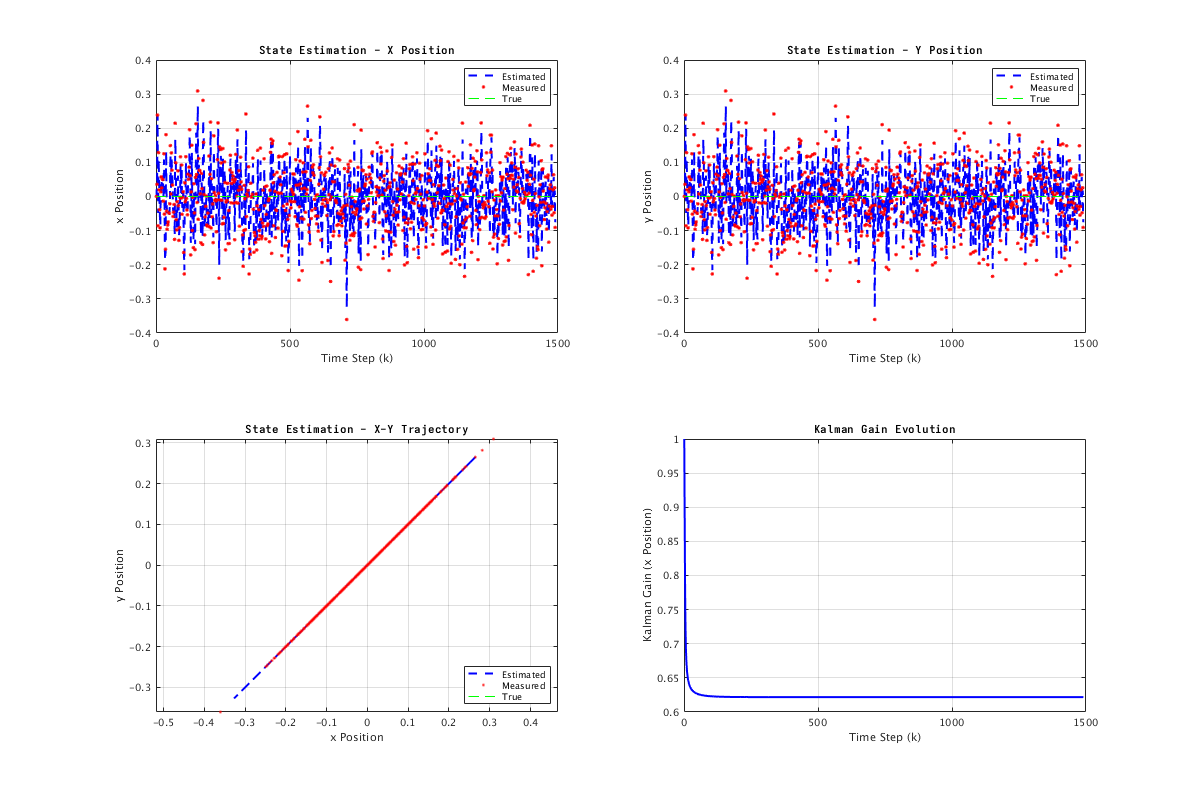 State Estimation - X Position
0.4
0.3
0.2
0.1
0
-0.1
-0.2
-0.3
-0.4
x Position
0 500 1000 1500
Time Step (k)
Estimated
Measured
True
State Estimation - Y Position
0.4
0.3
0.2
0.1
0
-0.1
-0.2
-0.3
-0.4
y Position
0 500 1000 1500
Time Step (k)
Estimated
Measured
True
State Estimation - X-Y Trajectory
0.3
0.2
0.1
0
-0.1
-0.2
-0.3
y Position
-0.5 -0.4 -0.3 -0.2 -0.1 0 0.1 0.2 0.3 0.4
x Position
Estimated
Measured
True
Kalman Gain Evolution
1
0.95
0.9
0.85
0.8
0.75
0.7
0.65
0.6
Kalman Gain (x Position)
0 500 1000 1500
Time Step (k)